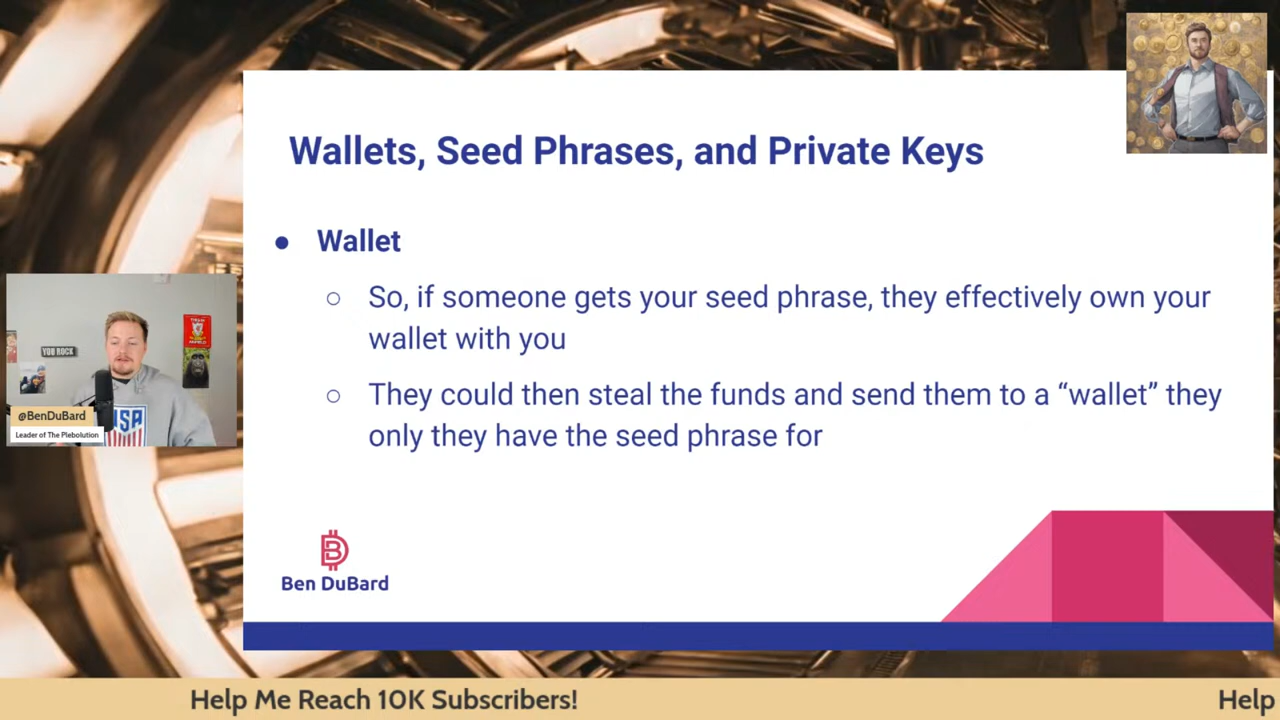 Wallets, Seed Phrases, and Private Keys
● Wallet
○ So, if someone gets your seed phrase, they effectively own your
wallet with you
○ They could then steal the funds and send them to a “wallet” they
only they have the seed phrase for
YOU ROCK
USA
@BenDuBard
Leader of The Plebolution
Ben DuBard
Help Me Reach 10K Subscribers!
Help